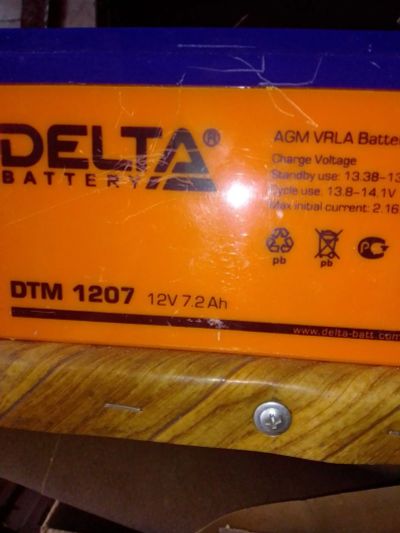 DELTA®
BATTERY
AGM VRLA Batter
Charge Voltage
Standby use: 13.38-13
Cycle use: 13.8-14.1V
Max initial current: 2.16
pb
pb
DTM 1207 12V 7.2Ah
www.delta-batt.com